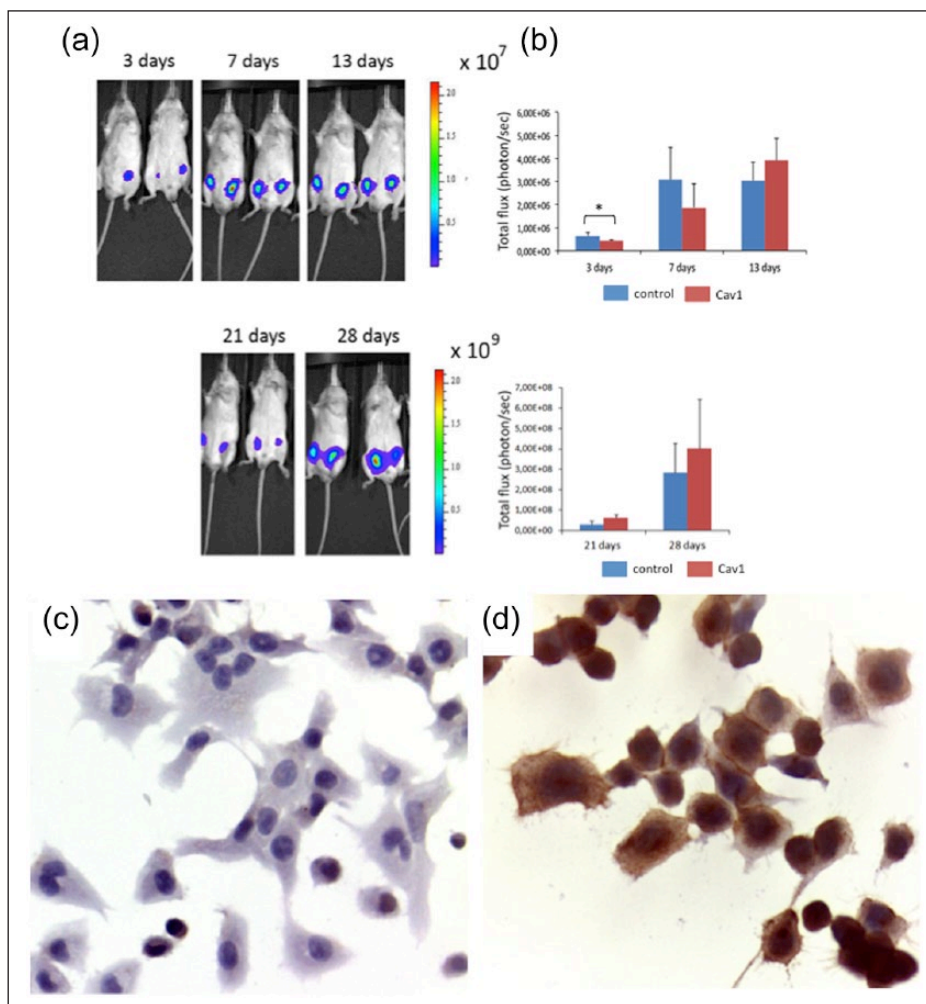 (a)
3 days 7 days 13 days
x 10⁷
2.0
1.5
1.0
0.5
(b)
Total flux (photon/sec)
6,00E+06
5,00E+06
4,00E+06
3,00E+06
2,00E+06
1,00E+06
0,00E+00
*
3 days 7 days 13 days
control Cav1
21 days 28 days
x 10⁹
2.0
1.5
1.0
0.5
Total flux (photon/sec)
7,00E+08
6,00E+08
5,00E+08
4,00E+08
3,00E+08
2,00E+08
1,00E+08
0,00E+00
21 days 28 days
control Cav1
(c)
(d)